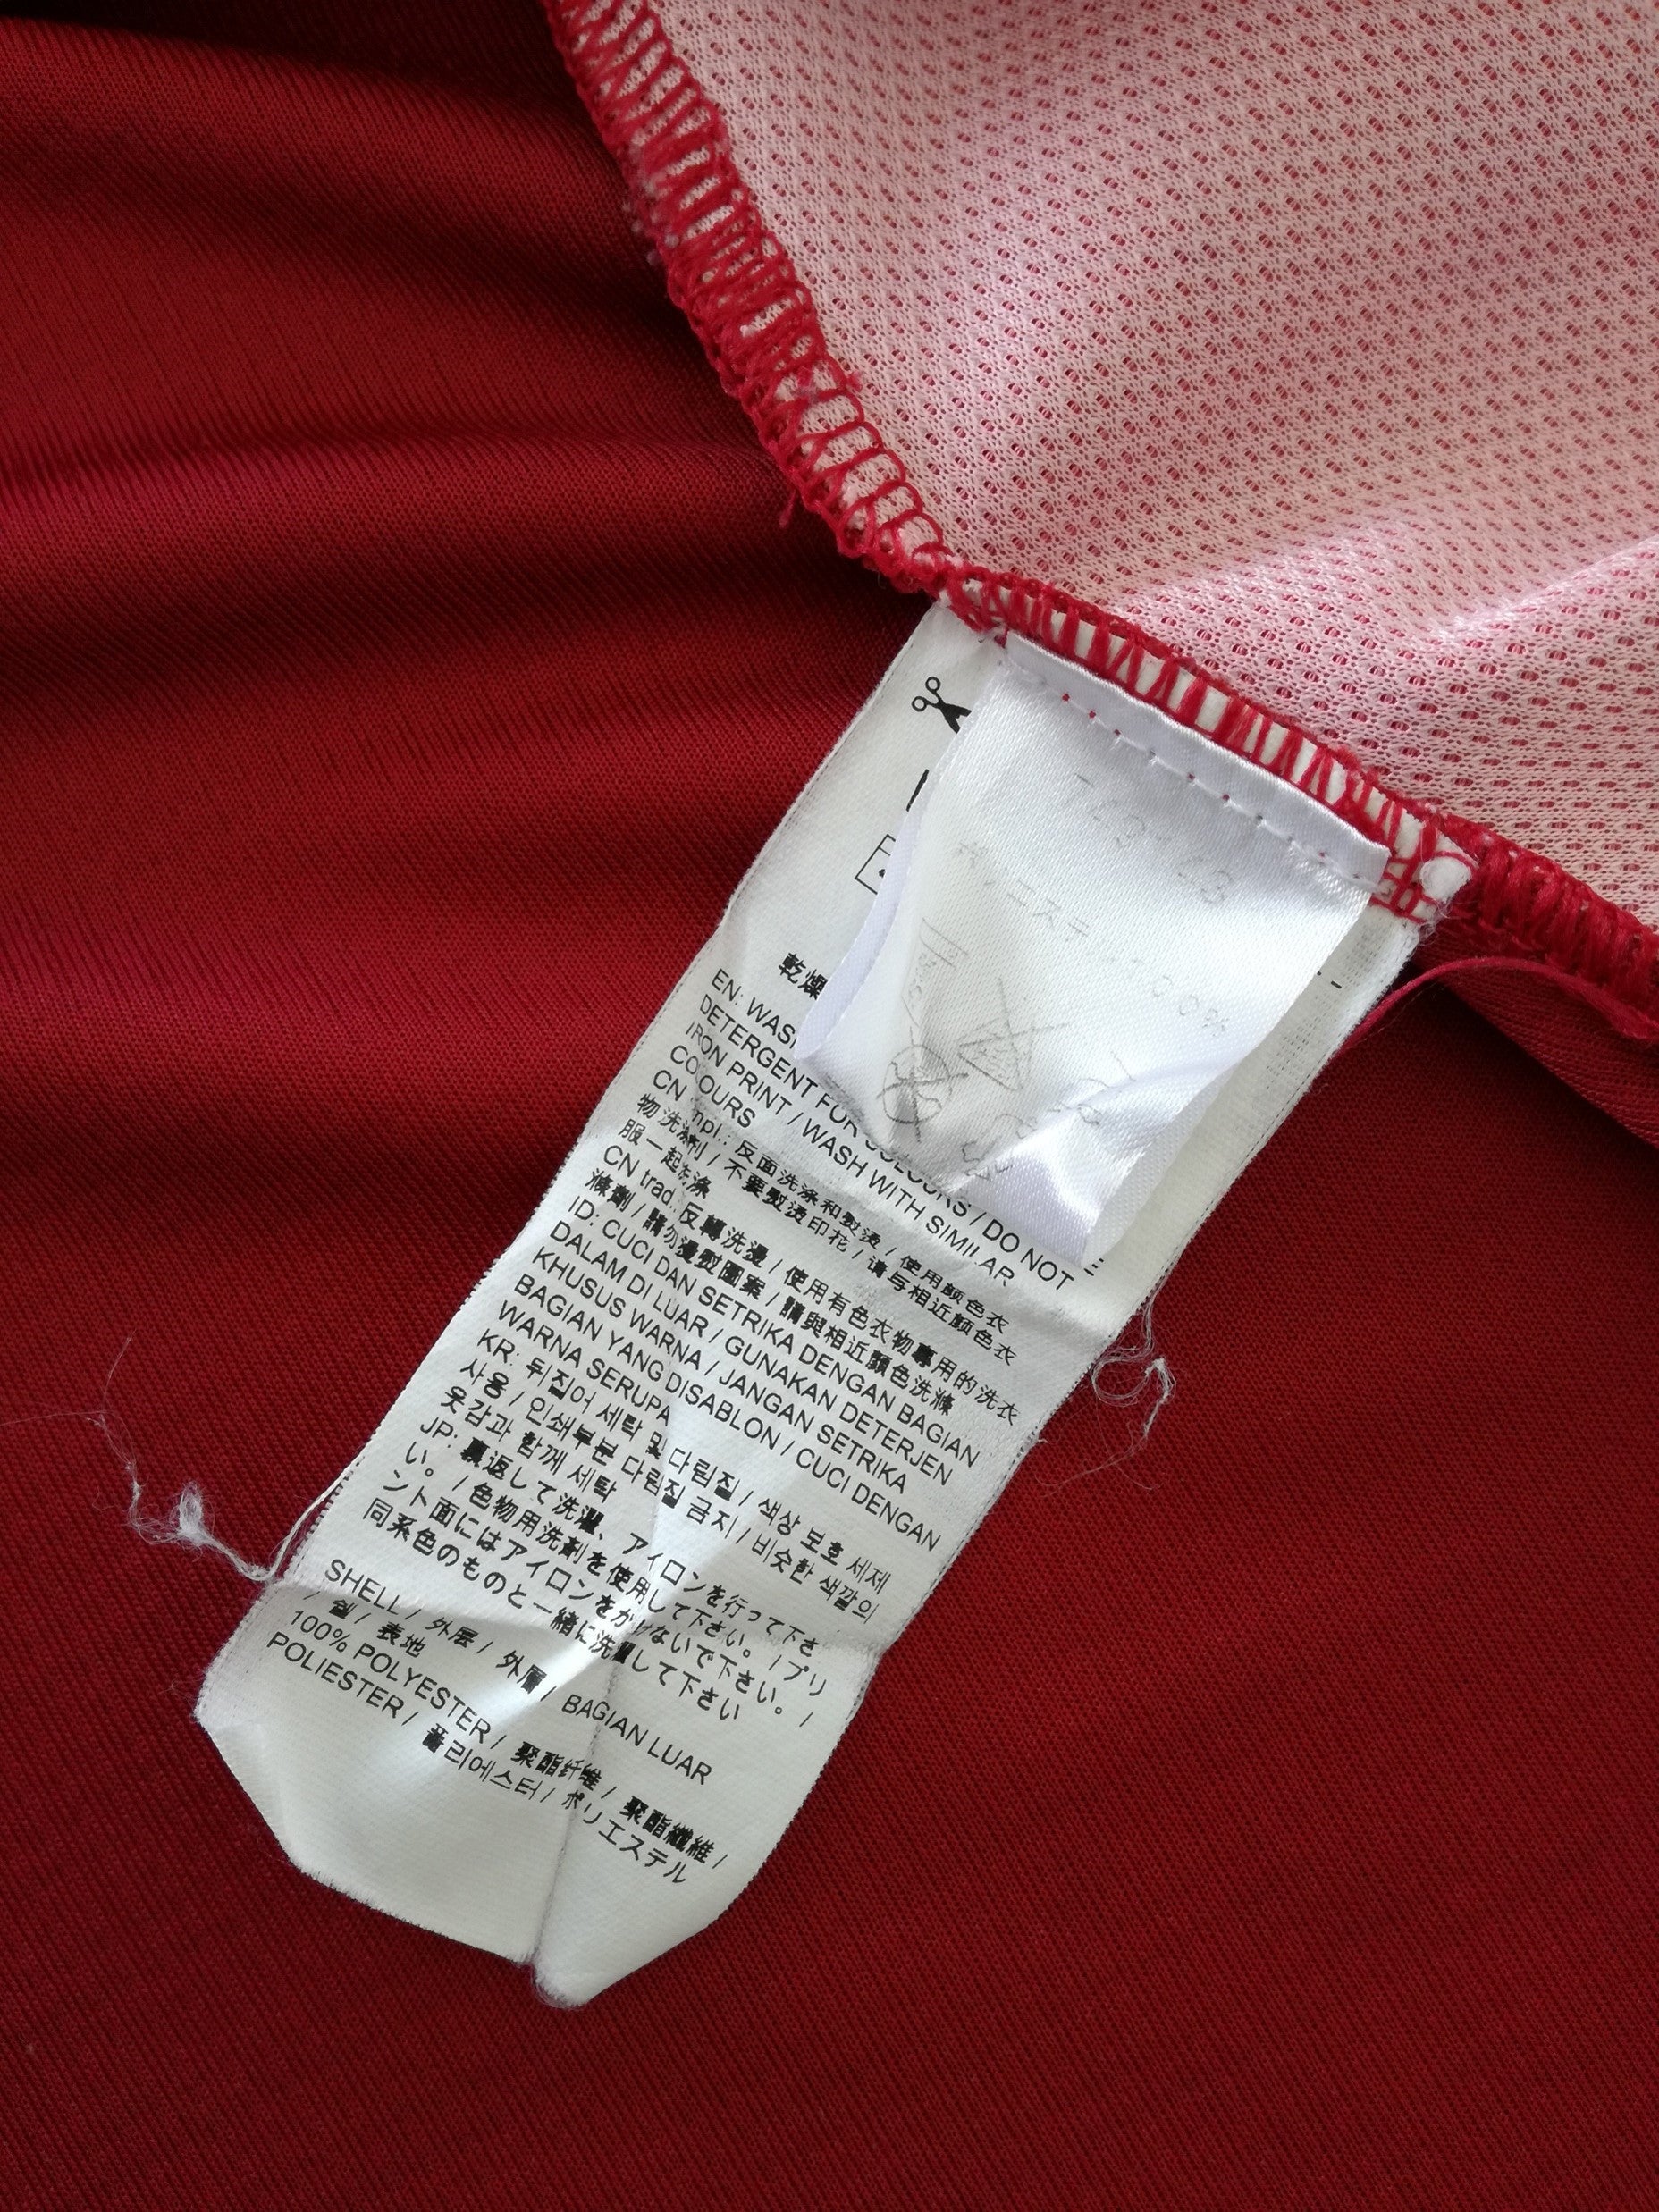 乾燥
EN: WASH
DETERGENT FOR COLOURS / DO NOT
IRON PRINT / WASH WITH SIMILAR
COLOURS
CN mpl.: 反面洗涤和熨烫 / 使用颜色衣
物洗涤剂 / 不要熨烫印花 / 请与相近颜色衣
服一起洗涤
CN trad.: 反轉洗燙 / 使用有色衣物專用的洗衣
滌劑 / 請勿燙熨圖案 / 請與相近顏色洗滌
ID: CUCI DAN SETRIKA DENGAN BAGIAN
DALAM DI LUAR / GUNAKAN DETERJEN
KHUSUS WARNA / JANGAN SETRIKA
BAGIAN YANG DISABLON / CUCI DENGAN
WARNA SERUPA
KR: 뒤집어 세탁 및 다림질 / 색상 보호 세제
사용 / 인쇄부분 다림질 금지 / 비슷한 색깔의
옷감과 함께 세탁
JP: 裏返して洗濯、アイロンを行って下さ
い。 / 色物用洗剤を使用して下さい。 / プリ
ント面にはアイロンをかけないで下さい。 /
同系色のものと一緒に洗濯して下さい
SHELL / 外层 / 外層 / BAGIAN LUAR
/ 쉘 / 表地
100% POLYESTER / 聚酯纤维 / 聚酯纖維 /
POLIESTER / 폴리에스터 / ポリエステル